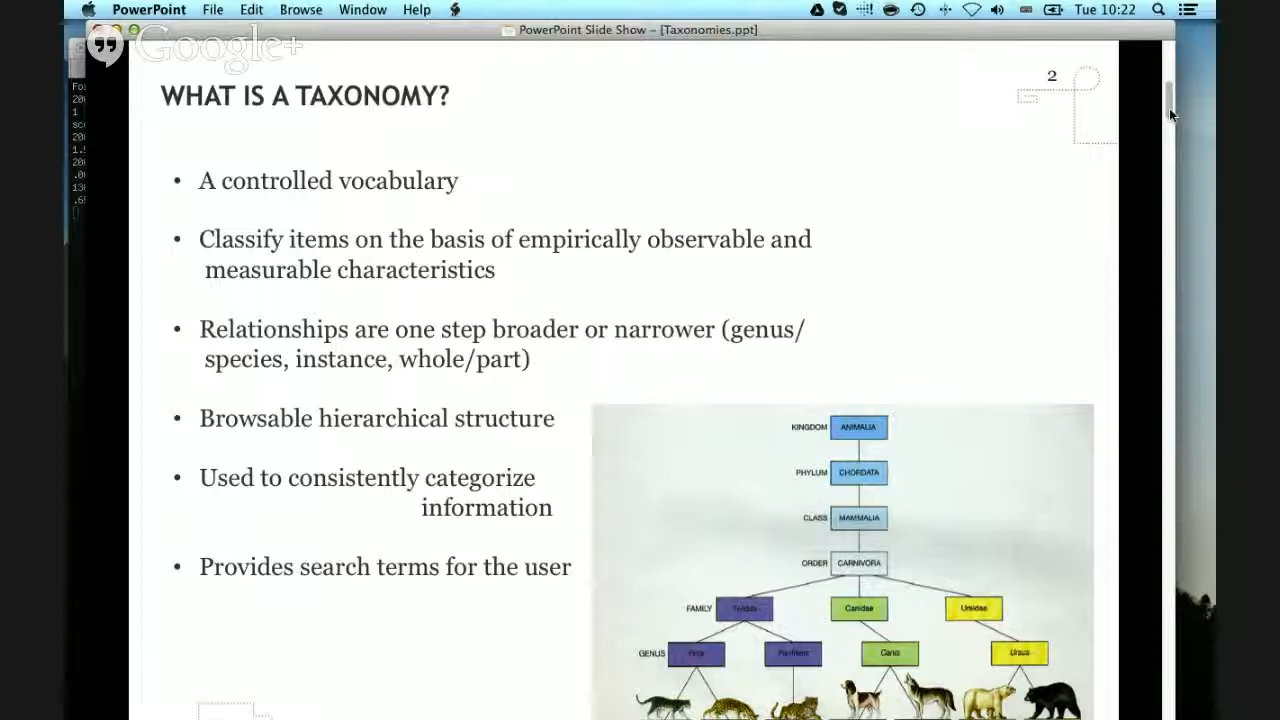 PowerPoint File Edit Browse Window Help Tue 10:22
PowerPoint Slide Show – [Taxonomies.ppt]
Google+
2
WHAT IS A TAXONOMY?
• A controlled vocabulary
• Classify items on the basis of empirically observable and
measurable characteristics
• Relationships are one step broader or narrower (genus/
species, instance, whole/part)
• Browsable hierarchical structure
• Used to consistently categorize
information
• Provides search terms for the user
KINGDOM ANIMALIA
PHYLUM CHORDATA
CLASS MAMMALIA
ORDER CARNIVORA
FAMILY Felidae Canidae Ursidae
GENUS Felis Panthera Canis Ursus